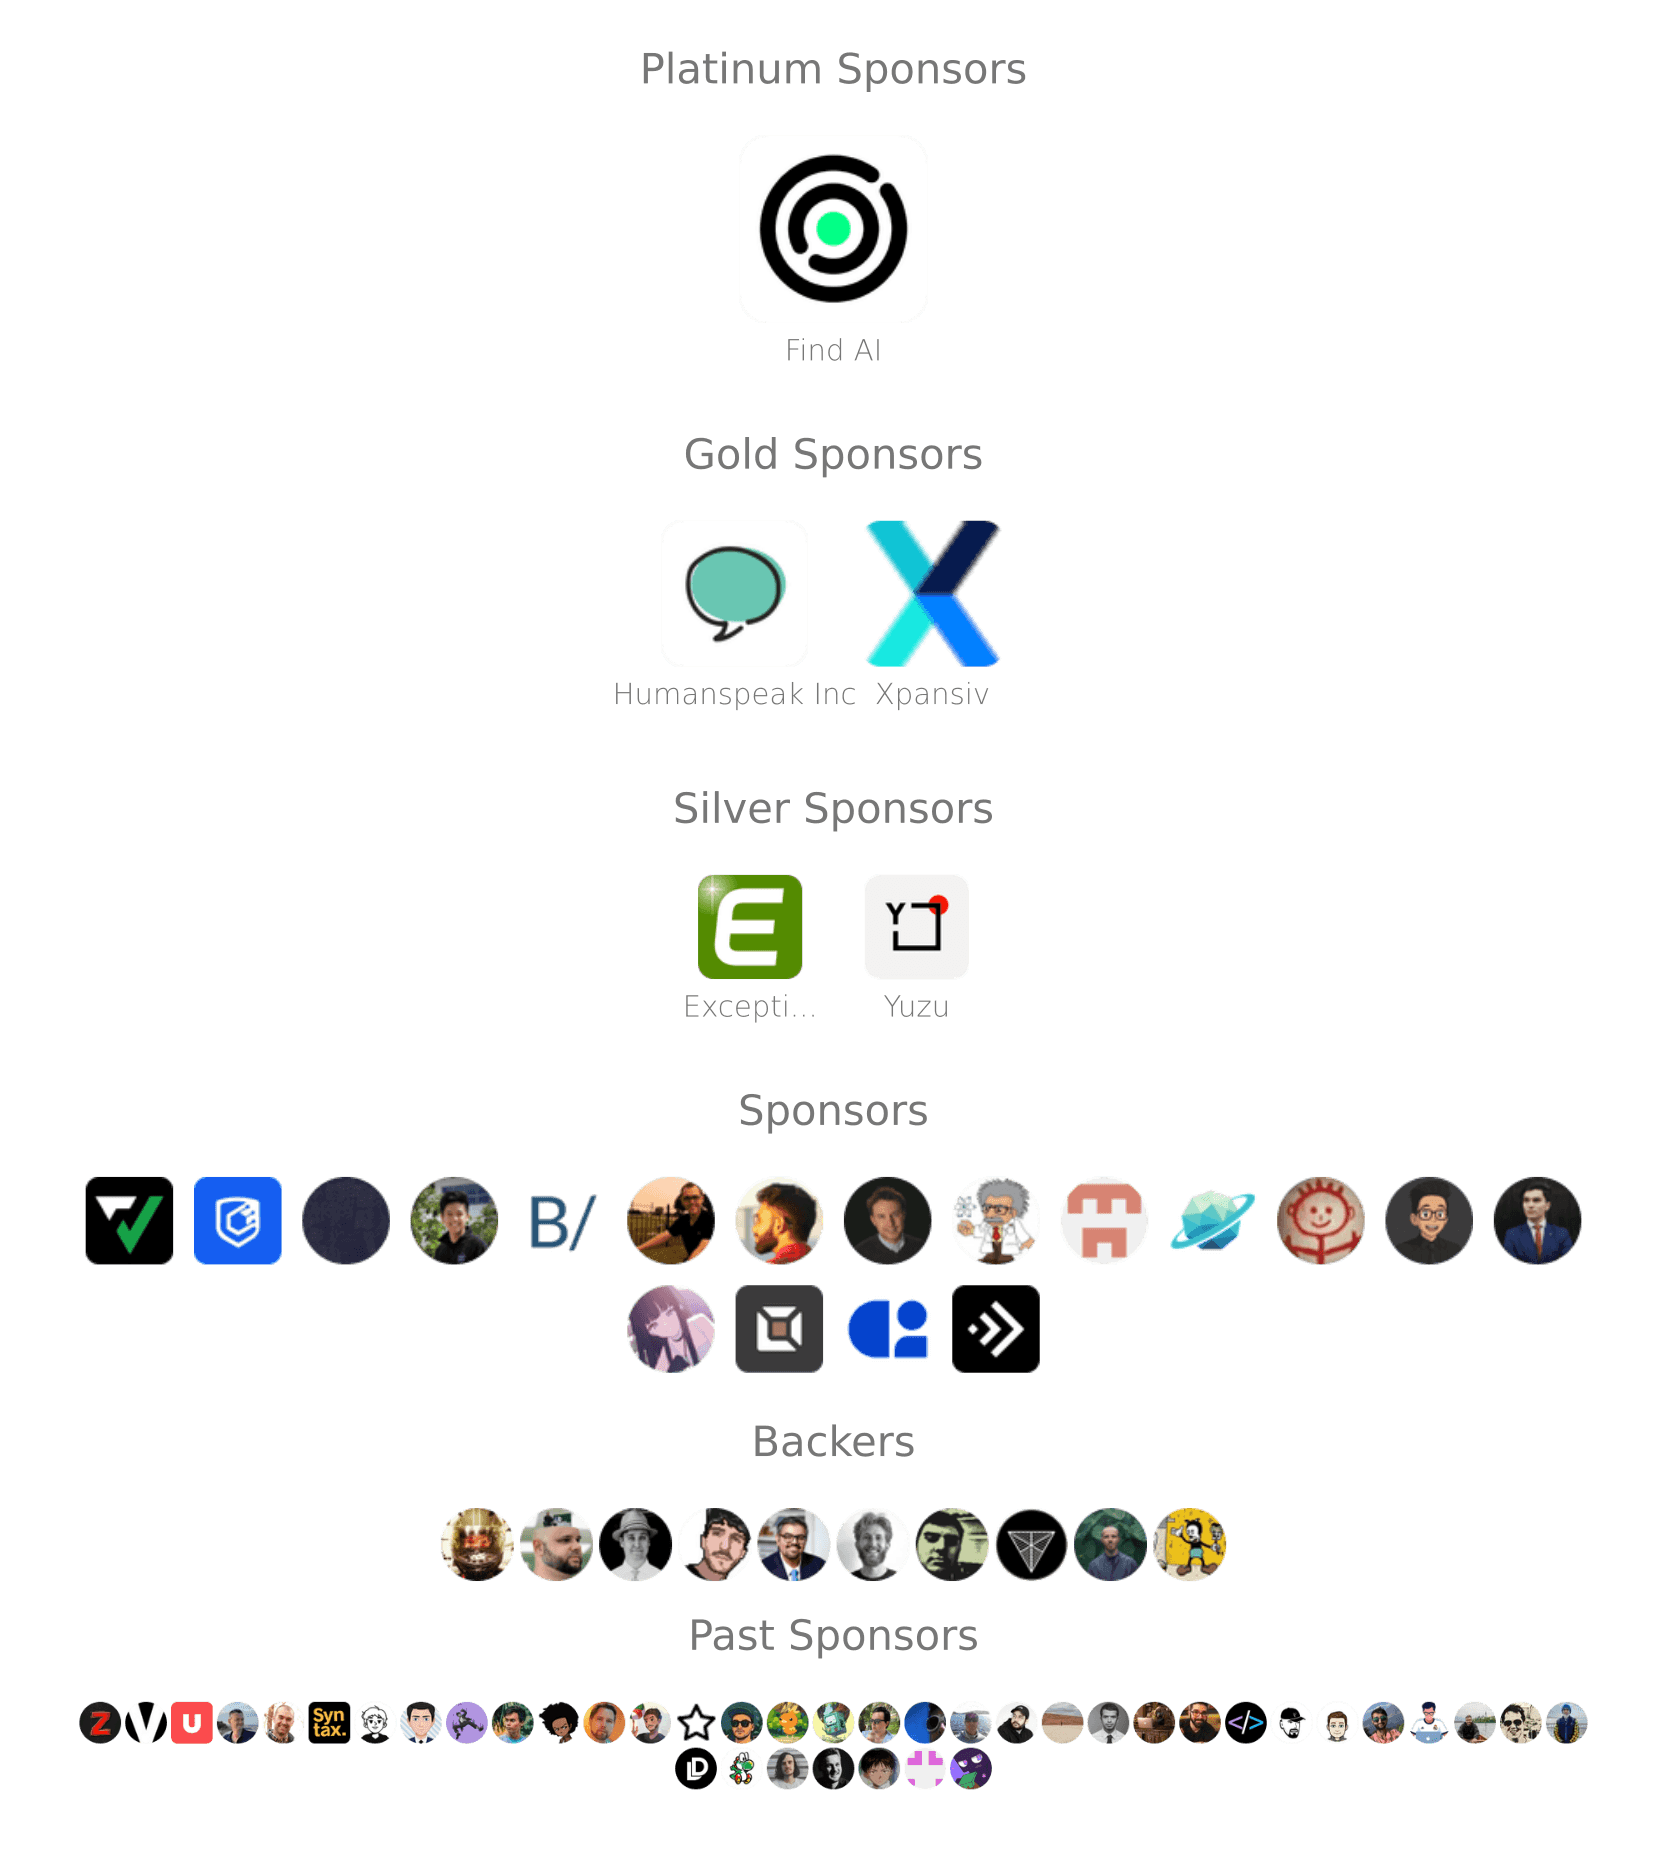 Platinum Sponsors
Find AI
Gold Sponsors
Humanspeak Inc Xpansiv
Silver Sponsors
E Y
Excepti... Yuzu
Sponsors
B/
Backers
Past Sponsors
Z V U Syn
tax. </>